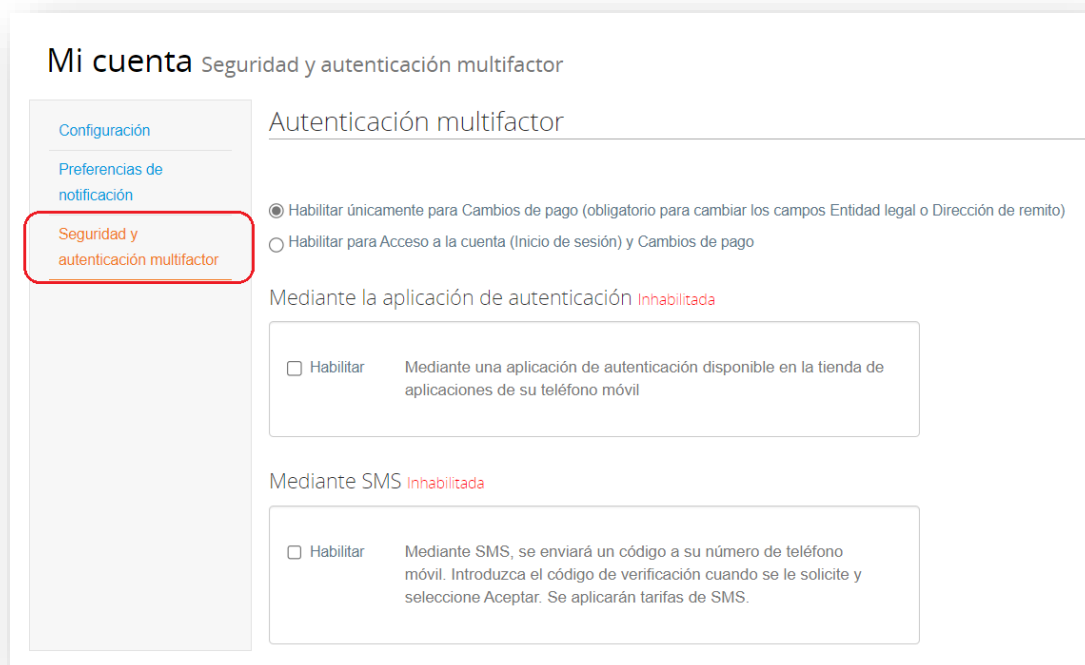 Mi cuenta Seguridad y autenticación multifactor
Configuración
Preferencias de
notificación
Seguridad y
autenticación multifactor
Autenticación multifactor
Habilitar únicamente para Cambios de pago (obligatorio para cambiar los campos Entidad legal o Dirección de remito)
Habilitar para Acceso a la cuenta (Inicio de sesión) y Cambios de pago
Mediante la aplicación de autenticación Inhabilitada
Habilitar Mediante una aplicación de autenticación disponible en la tienda de
aplicaciones de su teléfono móvil
Mediante SMS Inhabilitada
Habilitar Mediante SMS, se enviará un código a su número de teléfono
móvil. Introduzca el código de verificación cuando se le solicite y
seleccione Aceptar. Se aplicarán tarifas de SMS.